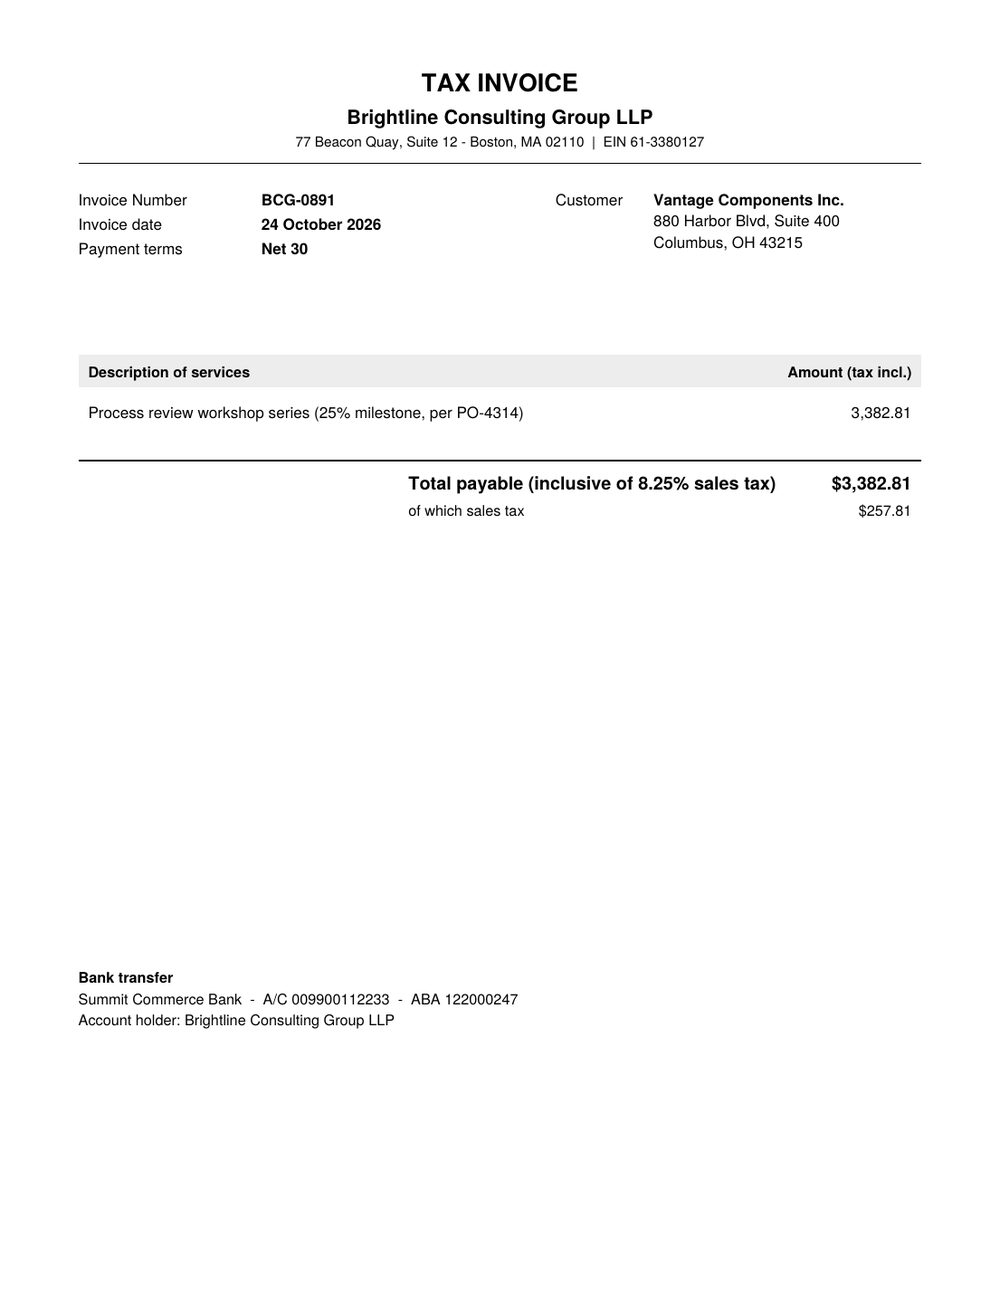 TAX INVOICE
Brightline Consulting Group LLP
77 Beacon Quay, Suite 12 - Boston, MA 02110 | EIN 61-3380127
Invoice Number BCG-0891
Invoice date 24 October 2026
Payment terms Net 30
Customer Vantage Components Inc.
880 Harbor Blvd, Suite 400
Columbus, OH 43215
Description of services Amount (tax incl.)
Process review workshop series (25% milestone, per PO-4314) 3,382.81
Total payable (inclusive of 8.25% sales tax) $3,382.81
of which sales tax $257.81
Bank transfer
Summit Commerce Bank - A/C 009900112233 - ABA 122000247
Account holder: Brightline Consulting Group LLP